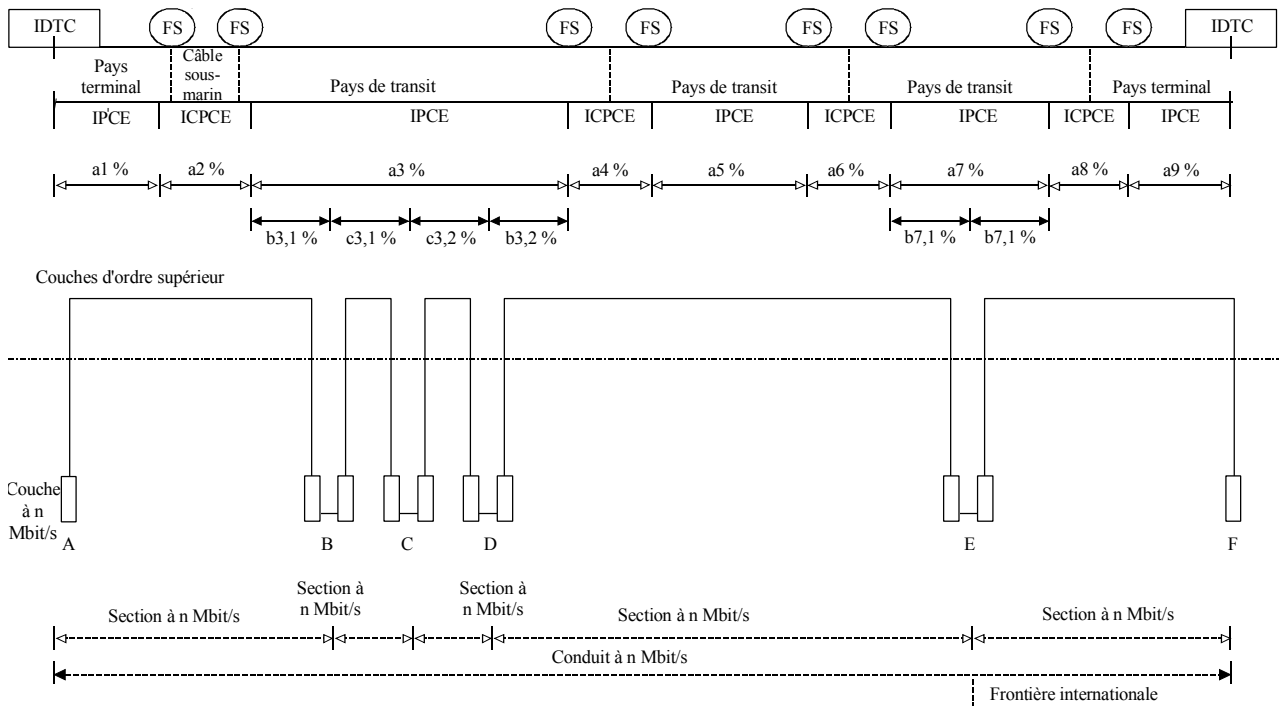 IDTC FS FS FS FS FS FS FS FS IDTC
Pays
terminal
Câble
sous-
marin
Pays de transit
Pays de transit
Pays de transit
Pays terminal
IPCE ICPCE IPCE ICPCE IPCE ICPCE IPCE ICPCE IPCE
a1 % a2 % a3 % a4 % a5 % a6 % a7 % a8 % a9 %
b3,1 % c3,1 % c3,2 % b3,2 % b7,1 % b7,1 %
Couches d'ordre supérieur
Couche
à n
Mbit/s
A B C D E F
Section à n Mbit/s
Section à
n Mbit/s
Section à
n Mbit/s
Section à n Mbit/s
Section à n Mbit/s
Conduit à n Mbit/s
Frontière internationale